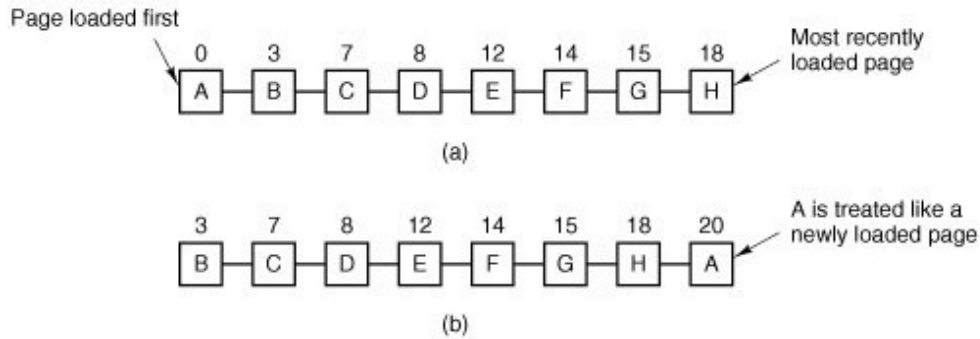 Page loaded first
0 3 7 8 12 14 15 18
Most recently
loaded page
A B C D E F G H
(a)
3 7 8 12 14 15 18 20
A is treated like a
newly loaded page
B C D E F G H A
(b)